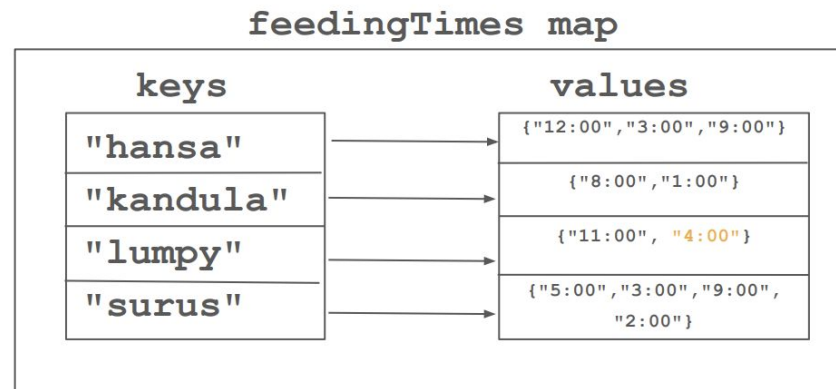 feedingTimes map
keys
values
"hansa"
{"12:00","3:00","9:00"}
"kandula"
{"8:00","1:00"}
"lumpy"
{"11:00", "4:00"}
"surus"
{"5:00","3:00","9:00",
"2:00"}